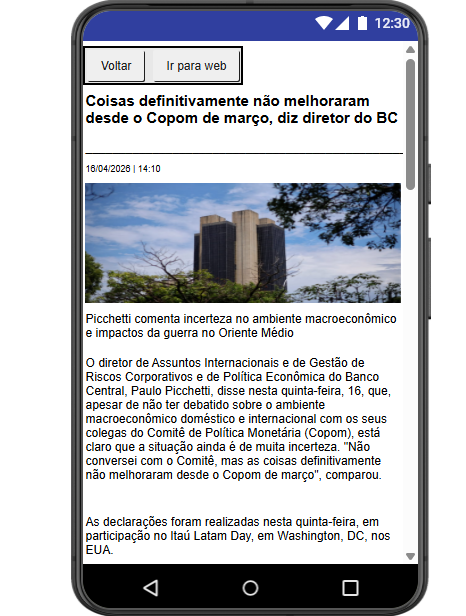 12:30
Voltar
Ir para web
Coisas definitivamente não melhoraram
desde o Copom de março, diz diretor do BC
16/04/2026 | 14:10
Picchetti comenta incerteza no ambiente macroeconômico
e impactos da guerra no Oriente Médio
O diretor de Assuntos Internacionais e de Gestão de
Riscos Corporativos e de Política Econômica do Banco
Central, Paulo Picchetti, disse nesta quinta-feira, 16, que,
apesar de não ter debatido sobre o ambiente
macroeconômico doméstico e internacional com os seus
colegas do Comitê de Política Monetária (Copom), está
claro que a situação ainda é de muita incerteza. "Não
conversei com o Comitê, mas as coisas definitivamente
não melhoraram desde o Copom de março", comparou.
As declarações foram realizadas nesta quinta-feira, em
participação no Itaú Latam Day, em Washington, DC, nos
EUA.